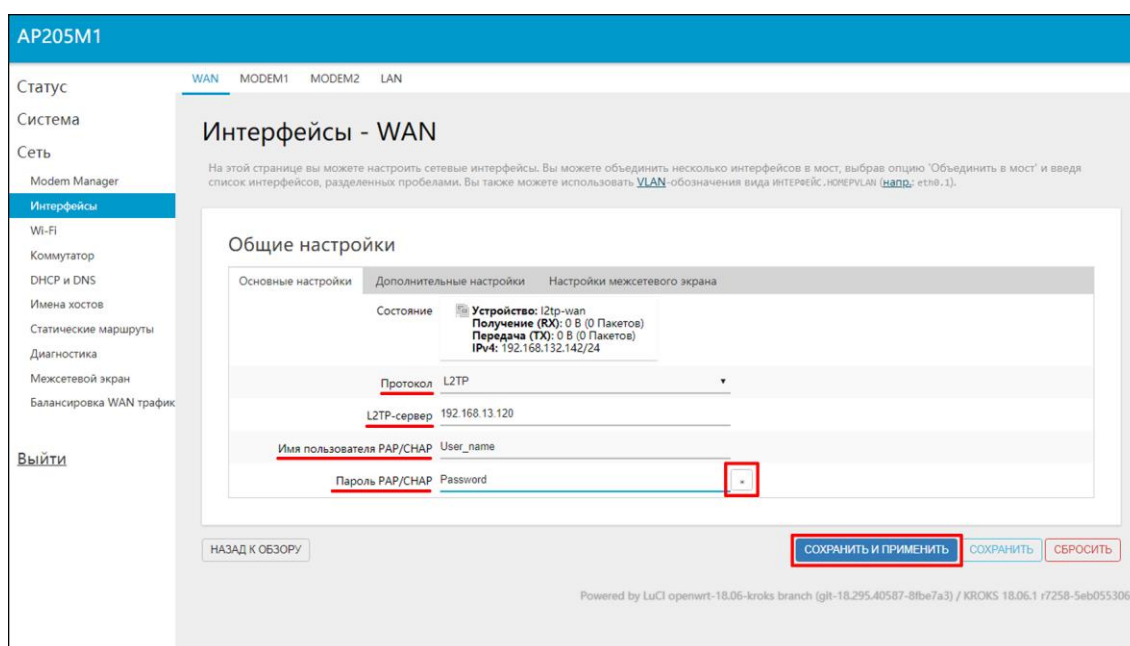 AP205M1
Статус
Система
Сеть
Modem Manager
Интерфейсы
Wi-Fi
Коммутатор
DHCP и DNS
Имена хостов
Статические маршруты
Диагностика
Межсетевой экран
Балансировка WAN трафик
Выйти
WAN MODEM1 MODEM2 LAN
Интерфейсы - WAN
На этой странице вы можете настроить сетевые интерфейсы. Вы можете объединить несколько интерфейсов в мост, выбрав опцию 'Объединить в мост' и введя
список интерфейсов, разделенных пробелами. Вы также можете использовать VLAN-обозначения вида ИНТЕРФЕЙС.НОМЕРVLAN (напр.: eth0.1).
Общие настройки
Основные настройки Дополнительные настройки Настройки межсетевого экрана
Состояние
Устройство: l2tp-wan
Получение (RX): 0 B (0 Пакетов)
Передача (TX): 0 B (0 Пакетов)
IPv4: 192.168.132.142/24
Протокол L2TP
L2TP-сервер 192.168.13.120
Имя пользователя PAP/CHAP User_name
Пароль PAP/CHAP Password
НАЗАД К ОБЗОРУ СОХРАНИТЬ И ПРИМЕНИТЬ СОХРАНИТЬ СБРОСИТЬ
Powered by LuCI openwrt-18.06-kroks branch (git-18.295.40587-8fbe7a3) / KROKS 18.06.1 r7258-5eb055306